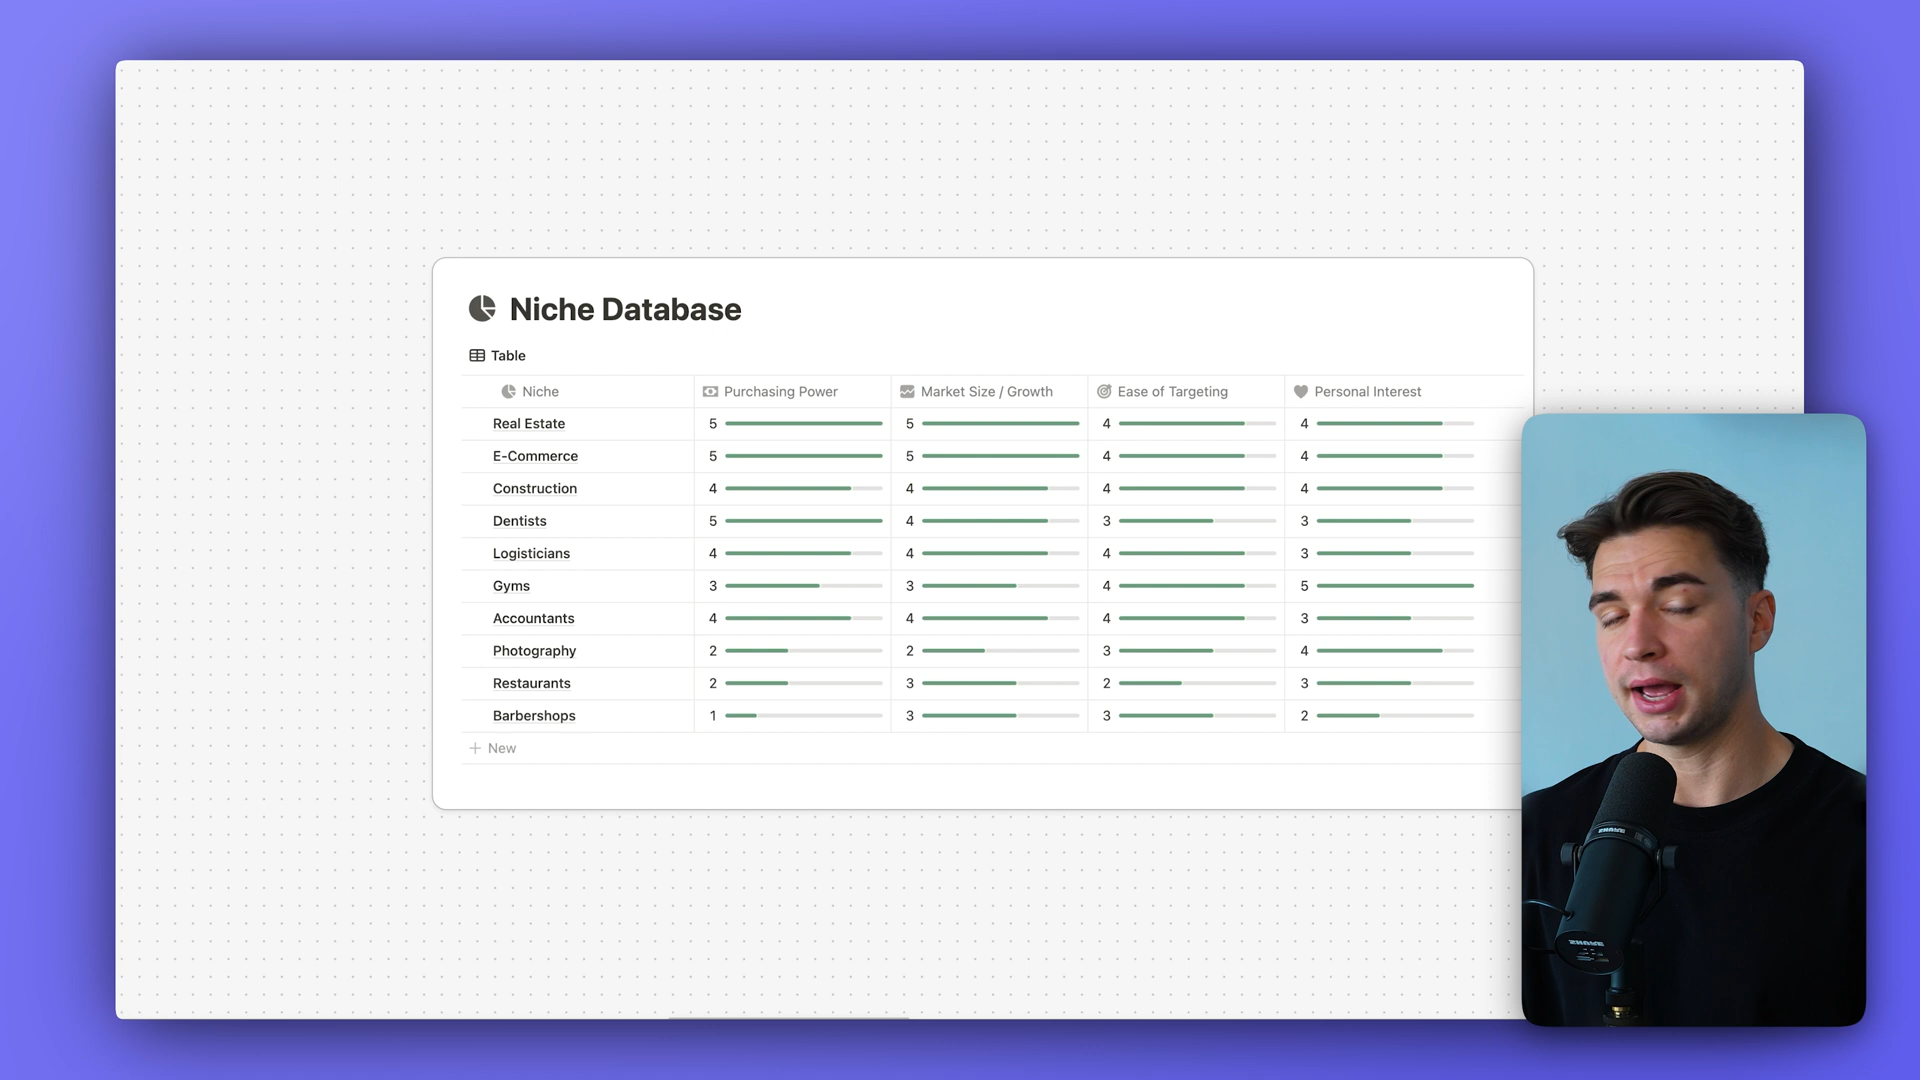 Niche Database
Table
Niche Purchasing Power Market Size / Growth Ease of Targeting Personal Interest
Real Estate 5 5 4 4
E-Commerce 5 5 4 4
Construction 4 4 4 4
Dentists 5 4 3 3
Logisticians 4 4 4 3
Gyms 3 3 4 5
Accountants 4 4 4 3
Photography 2 2 3 4
Restaurants 2 3 2 3
Barbershops 1 3 3 2
+ New
SHURE
SHURE